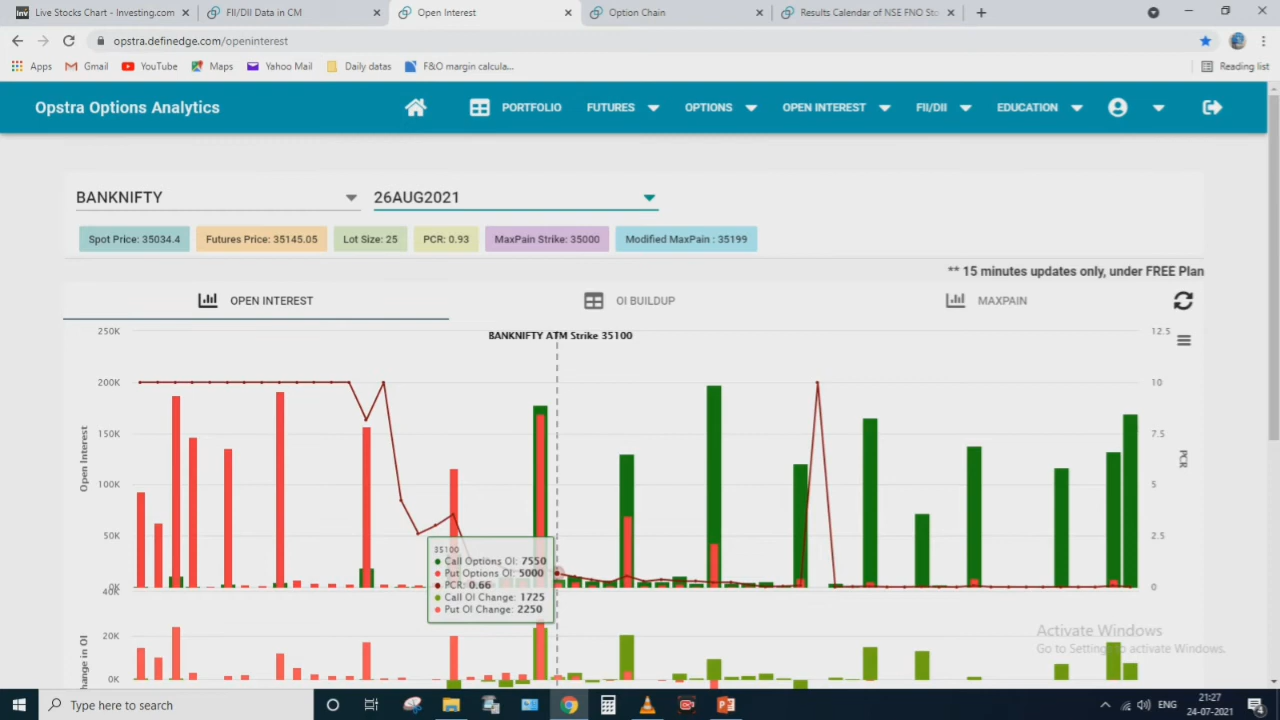 Live Stocks Chart - Investing.com
FII/DII Data in CM
Open Interest
Option Chain
Results Calendar of NSE FNO Sto
opstra.definedge.com/openinterest
Apps
Gmail
YouTube
Maps
Yahoo Mail
Daily datas
F&O margin calcula...
Reading list
Opstra Options Analytics
PORTFOLIO
FUTURES
OPTIONS
OPEN INTEREST
FII/DII
EDUCATION
BANKNIFTY
26AUG2021
Spot Price: 35034.4
Futures Price: 35145.05
Lot Size: 25
PCR: 0.93
MaxPain Strike: 35000
Modified MaxPain : 35199
** 15 minutes updates only, under FREE Plan
OPEN INTEREST
OI BUILDUP
MAXPAIN
BANKNIFTY ATM Strike 35100
250K
200K
150K
100K
50K
0K
Open Interest
12.5
10
7.5
5
2.5
0
PCR
35100
Call Options OI: 7550
Put Options OI: 5000
PCR: 0.66
Call OI Change: 1725
Put OI Change: 2250
40K
20K
0K
hange in OI
Activate Windows
Go to Settings to activate Windows.
Type here to search
ENG
21:27
24-07-2021
4